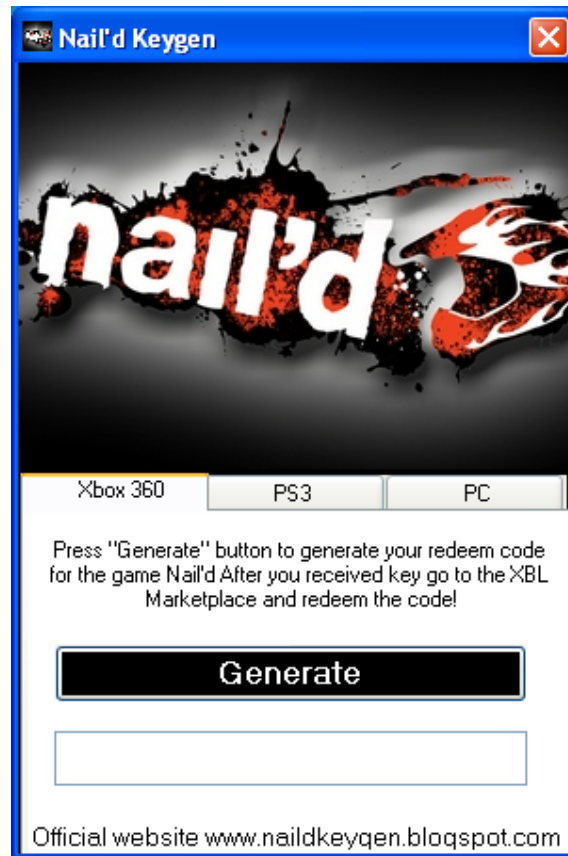 Nail'd Keygen
nail'd
Xbox 360
PS3
PC
Press "Generate" button to generate your redeem code
for the game Nail'd After you received key go to the XBL
Marketplace and redeem the code!
Generate
Official website www.naildkeygen.blogspot.com